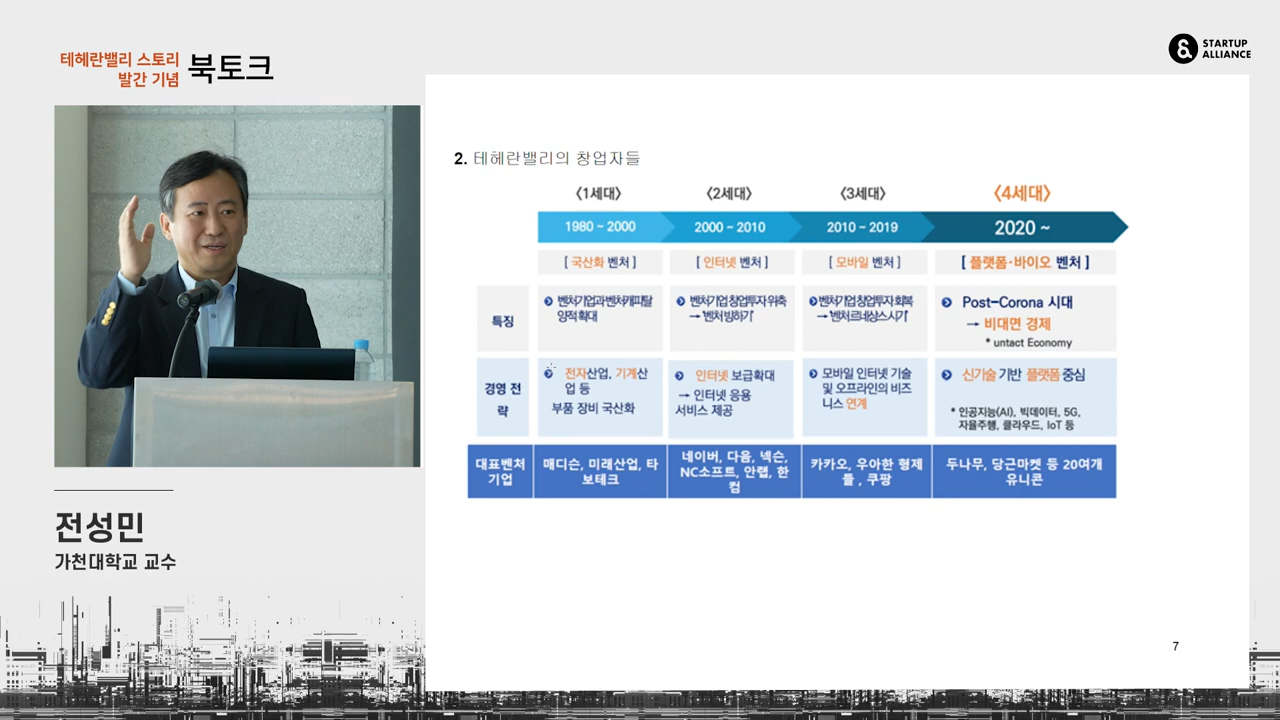 테헤란밸리 스토리
발간 기념
북토크
STARTUP
ALLIANCE
2. 테헤란밸리의 창업자들
<1세대> <2세대> <3세대> <4세대>
1980 ~ 2000 2000 ~ 2010 2010 ~ 2019 2020 ~
[ 국산화 벤처 ] [ 인터넷 벤처 ] [ 모바일 벤처 ] [ 플랫폼·바이오 벤처 ]
특징
벤처기업과 벤처캐피탈
양적 확대
벤처기업 창업투자 위축
→ '벤처 빙하기'
벤처기업 창업투자 회복
→ '벤처 르네상스 시기'
Post-Corona 시대
→ 비대면 경제
* untact Economy
경영 전
략
전자산업, 기계산
업 등
부품 장비 국산화
인터넷 보급확대
→ 인터넷 응용
서비스 제공
모바일 인터넷 기술
및 오프라인의 비즈
니스 연계
신기술 기반 플랫폼 중심
* 인공지능(AI), 빅데이터, 5G,
자율주행, 클라우드, IoT 등
대표벤처
기업
매디슨, 미래산업, 타
보테크
네이버, 다음, 넥슨,
NC소프트, 안랩, 한
컴
카카오, 우아한 형제
들 , 쿠팡
두나무, 당근마켓 등 20여개
유니콘
전성민
가천대학교 교수
7